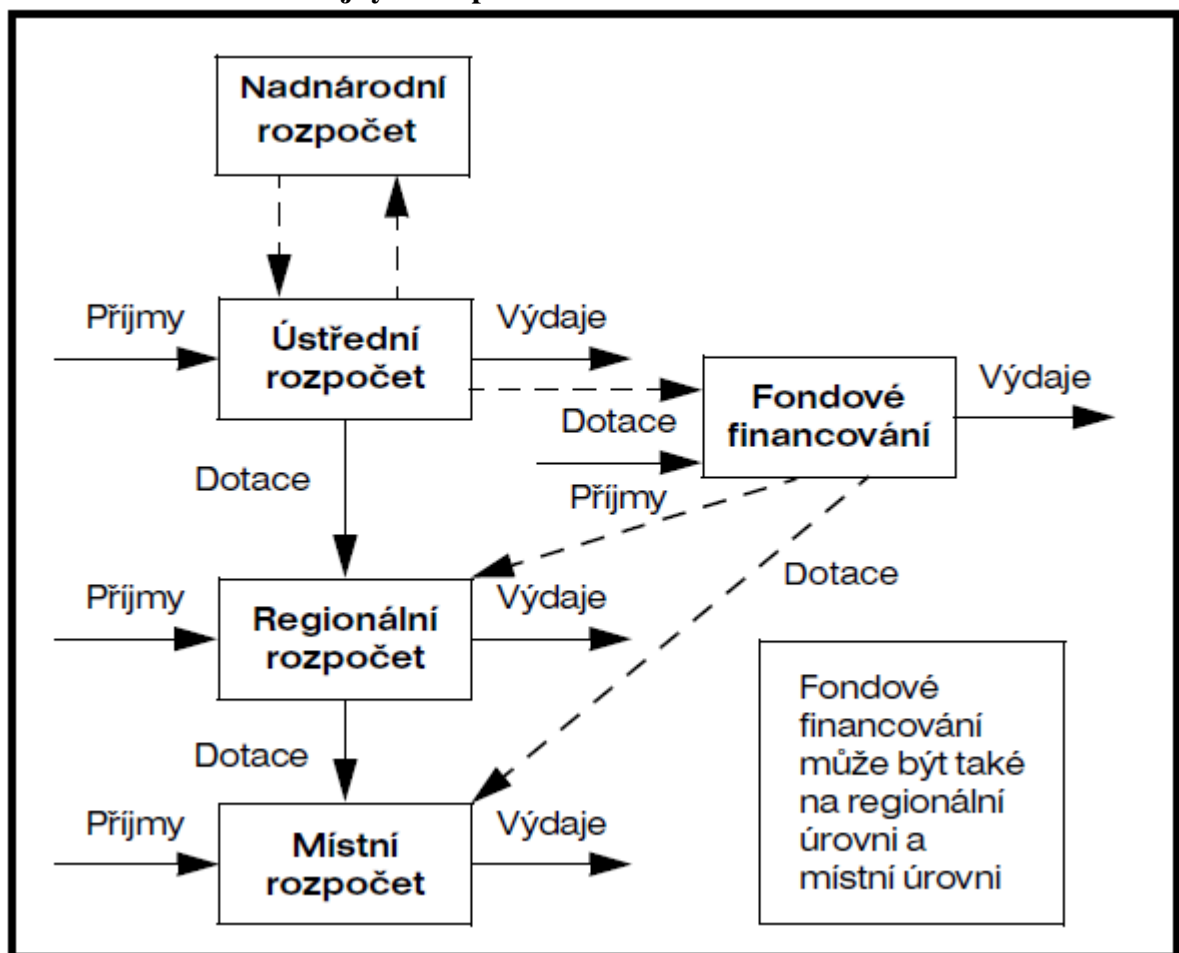 Nadnárodní
rozpočet
Příjmy
Ústřední
rozpočet
Výdaje
Dotace
Fondové
financování
Výdaje
Příjmy
Dotace
Dotace
Příjmy
Regionální
rozpočet
Výdaje
Dotace
Příjmy
Místní
rozpočet
Výdaje
Fondové
financování
může být také
na regionální
úrovni a
místní úrovni